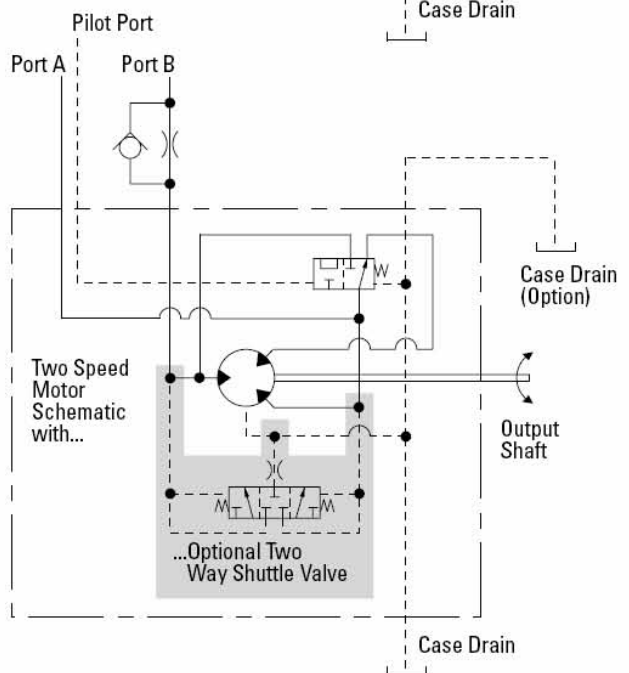 Case Drain
Pilot Port
Port A
Port B
Case Drain
(Option)
Two Speed
Motor
Schematic
with...
Output
Shaft
...Optional Two
Way Shuttle Valve
Case Drain